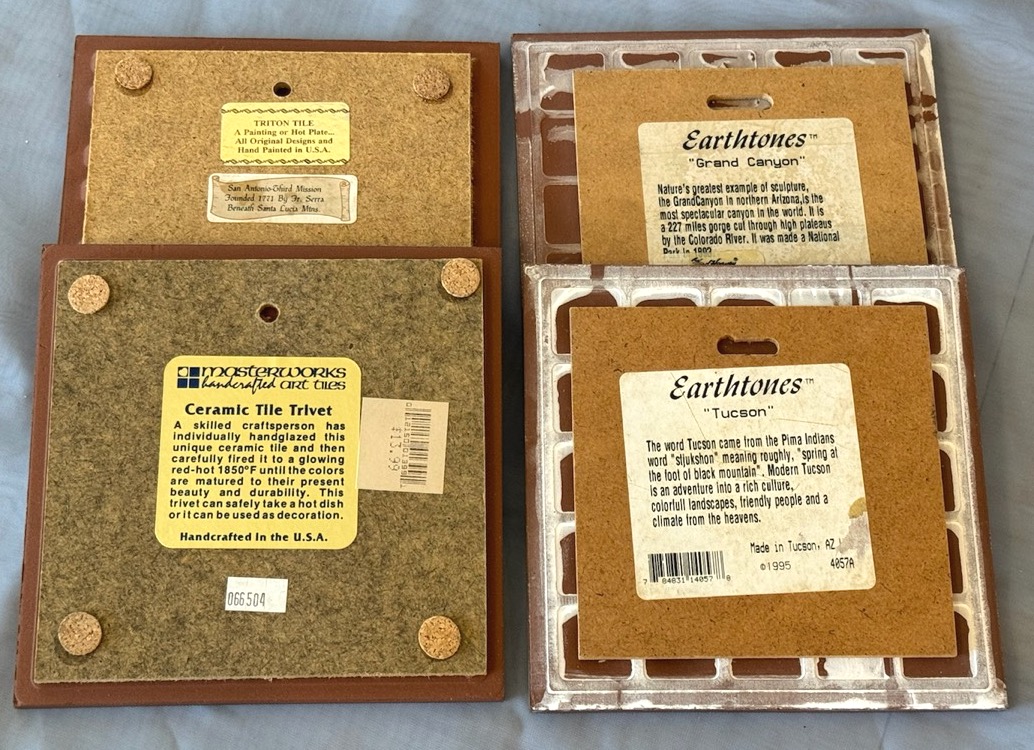 TRITON TILE
A Painting or Hot Plate...
All Original Designs and
Hand Painted in U.S.A.
San Antonio-Third Mission
Founded 1771 By Fr. Serra
Beneath Santa Lucia Mtns.
Earthtones™
"Grand Canyon"
Nature's greatest example of sculpture,
the GrandCanyon in northern Arizona,is the
most spectacular canyon in the world. It is
a 227 miles gorge cut through high plateaus
by the Colorado River. It was made a National
Park in
masterworks
handcrafted art tiles
Ceramic Tile Trivet
A skilled craftsperson has
individually handglazed this
unique ceramic tile and then
carefully fired it to a glowing
red-hot 1850°F until the colors
are matured to their present
beauty and durability. This
trivet can safely take a hot dish
or it can be used as decoration.
Handcrafted in the U.S.A.
066504
Earthtones™
"Tucson"
The word Tucson came from the Pima Indians
word "stjukshon" meaning roughly, "spring at
the foot of black mountain". Modern Tucson
is an adventure into a rich culture,
colorfull landscapes, friendly people and a
climate from the heavens.
Made in Tucson, AZ
©1995 4057A
7 84831 14057 8